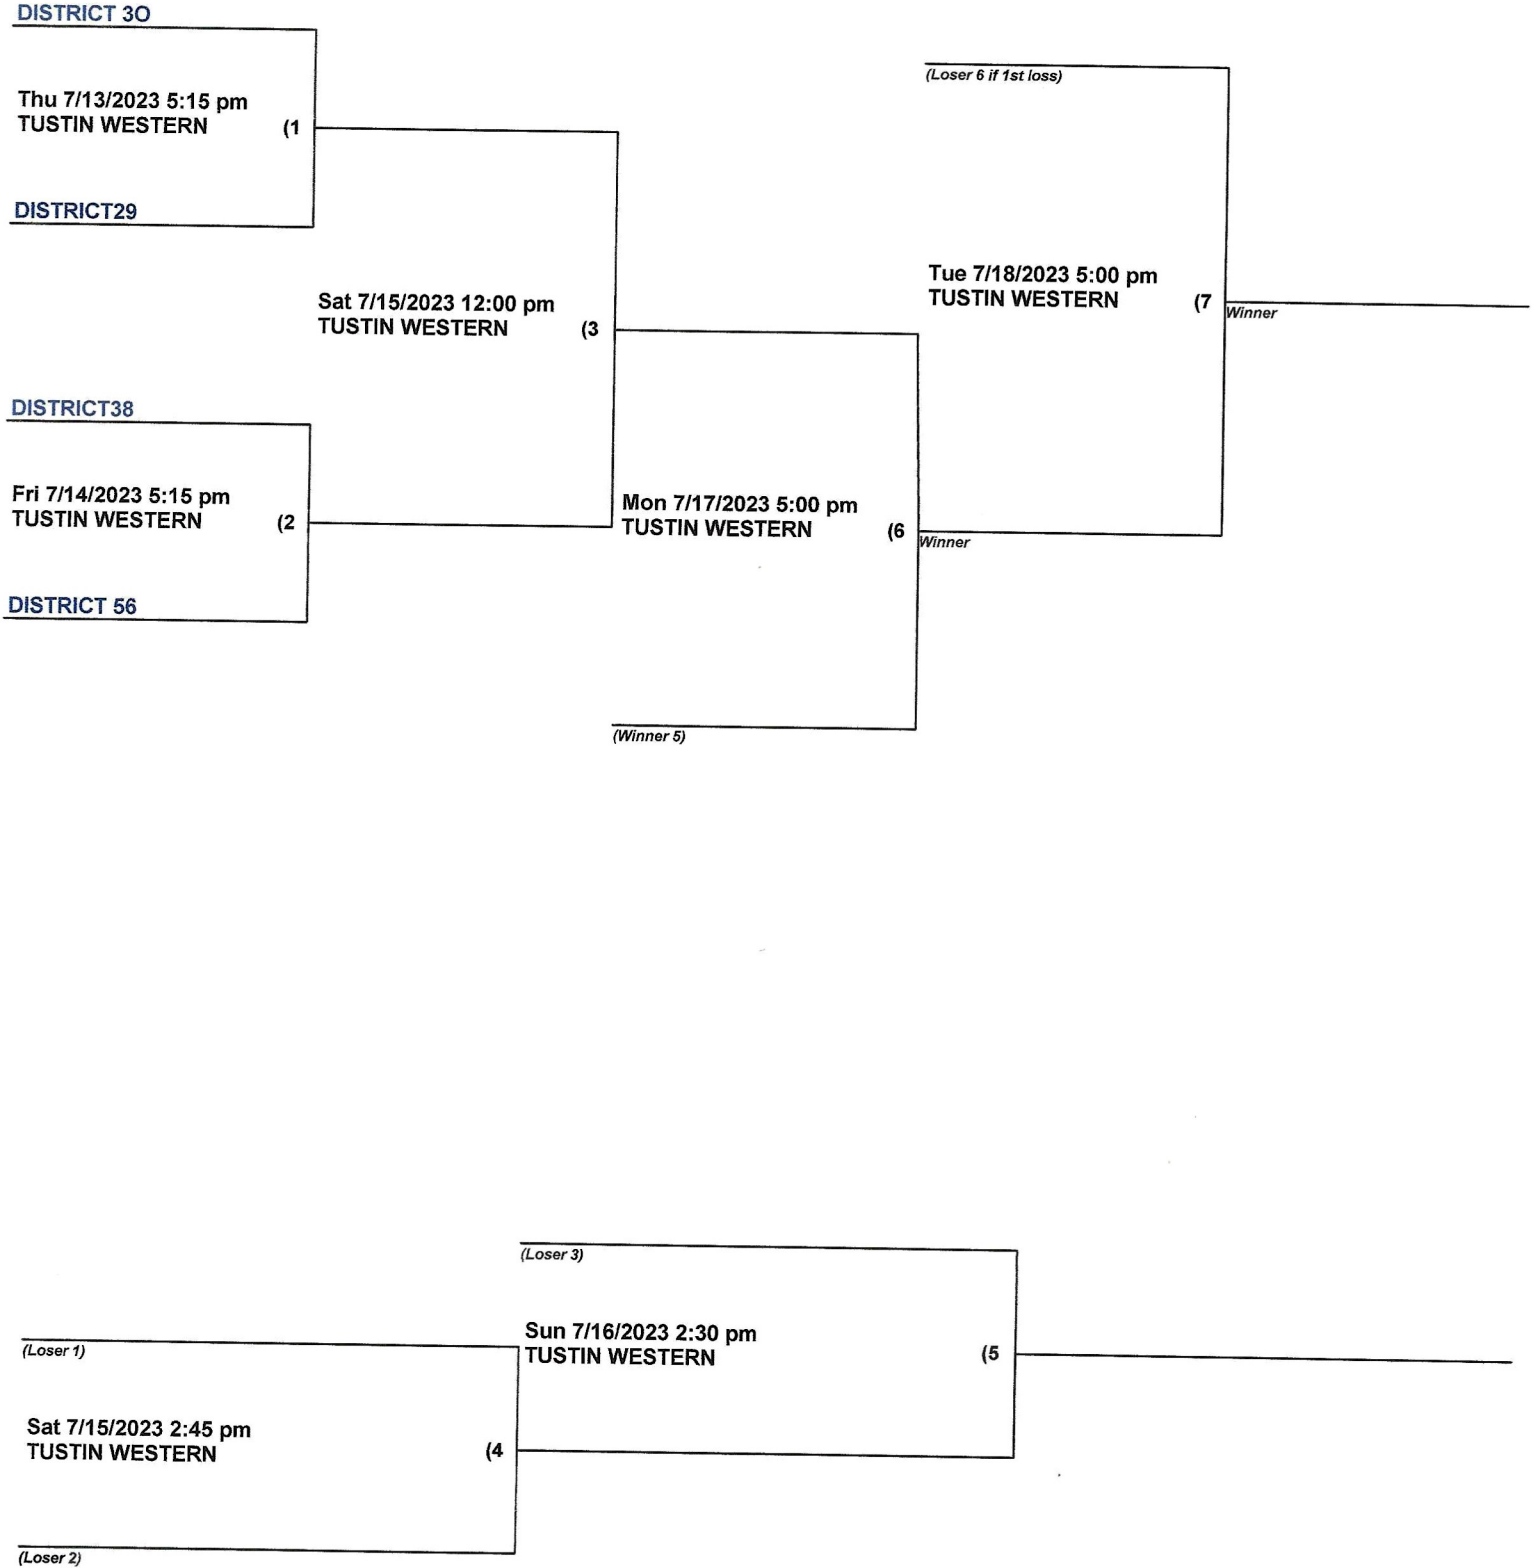 DISTRICT 3O
(Loser 6 if 1st loss)
Thu 7/13/2023 5:15 pm
TUSTIN WESTERN (1
DISTRICT29
Tue 7/18/2023 5:00 pm
TUSTIN WESTERN (7
Winner
Sat 7/15/2023 12:00 pm
TUSTIN WESTERN (3
DISTRICT38
Fri 7/14/2023 5:15 pm
TUSTIN WESTERN (2
Mon 7/17/2023 5:00 pm
TUSTIN WESTERN (6
Winner
DISTRICT 56
(Winner 5)
(Loser 3)
Sun 7/16/2023 2:30 pm
TUSTIN WESTERN (5
(Loser 1)
Sat 7/15/2023 2:45 pm
TUSTIN WESTERN (4
(Loser 2)